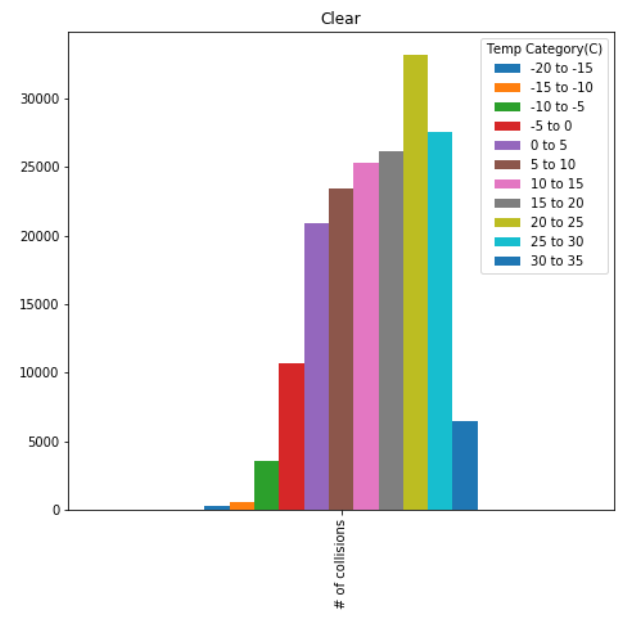 Clear
Temp Category(C)
-20 to -15
-15 to -10
-10 to -5
-5 to 0
0 to 5
5 to 10
10 to 15
15 to 20
20 to 25
25 to 30
30 to 35
30000
25000
20000
15000
10000
5000
0
# of collisions